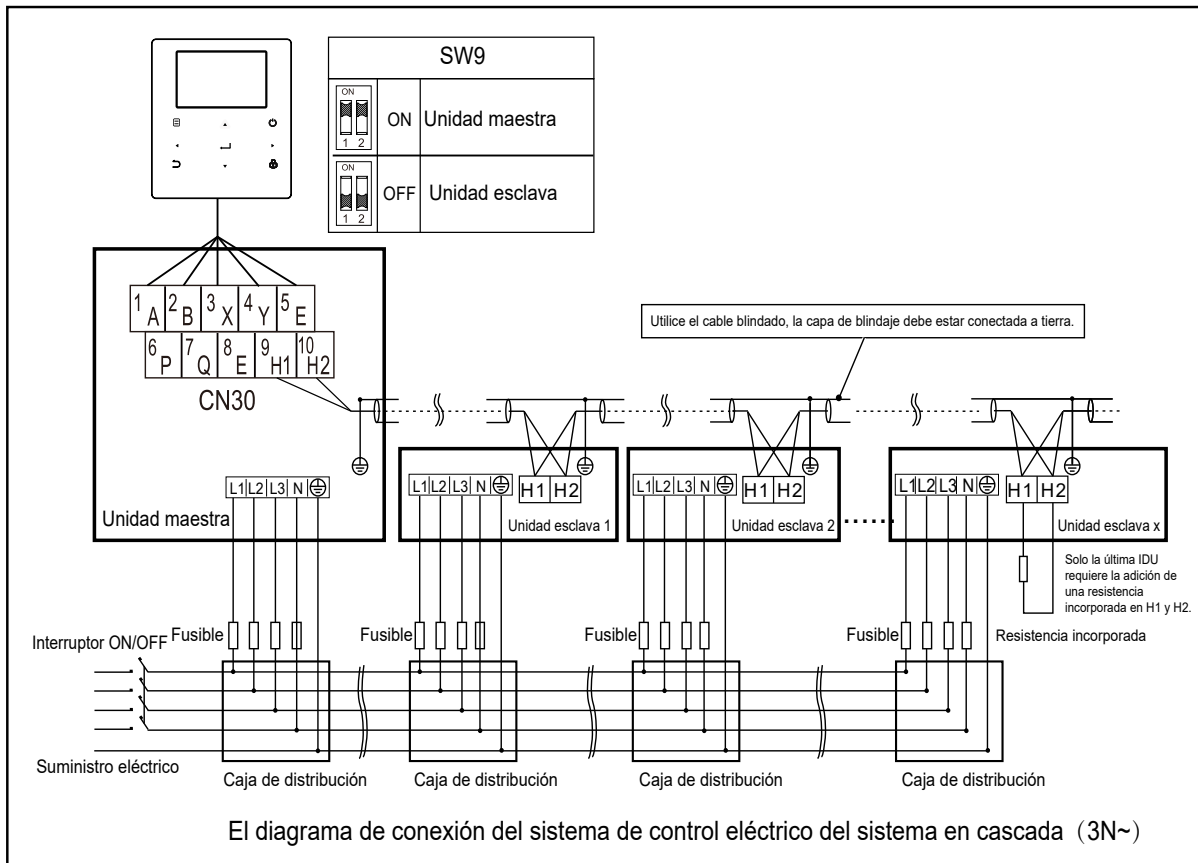 SW9
ON
1 2
ON
Unidad maestra
ON
1 2
OFF
Unidad esclava
1 A 2 B 3 X 4 Y 5 E
6 P 7 Q 8 E 9 H1 10 H2
CN30
Utilice el cable blindado, la capa de blindaje debe estar conectada a tierra.
L1 L2 L3 N
Unidad maestra
L1 L2 L3 N
H1 H2
Unidad esclava 1
L1 L2 L3 N
H1 H2
Unidad esclava 2
L1 L2 L3 N
H1 H2
Unidad esclava x
Solo la última IDU
requiere la adición de
una resistencia
incorporada en H1 y H2.
Resistencia incorporada
Interruptor ON/OFF
Fusible
Fusible
Fusible
Fusible
Suministro eléctrico
Caja de distribución
Caja de distribución
Caja de distribución
Caja de distribución
El diagrama de conexión del sistema de control eléctrico del sistema en cascada（3N~）